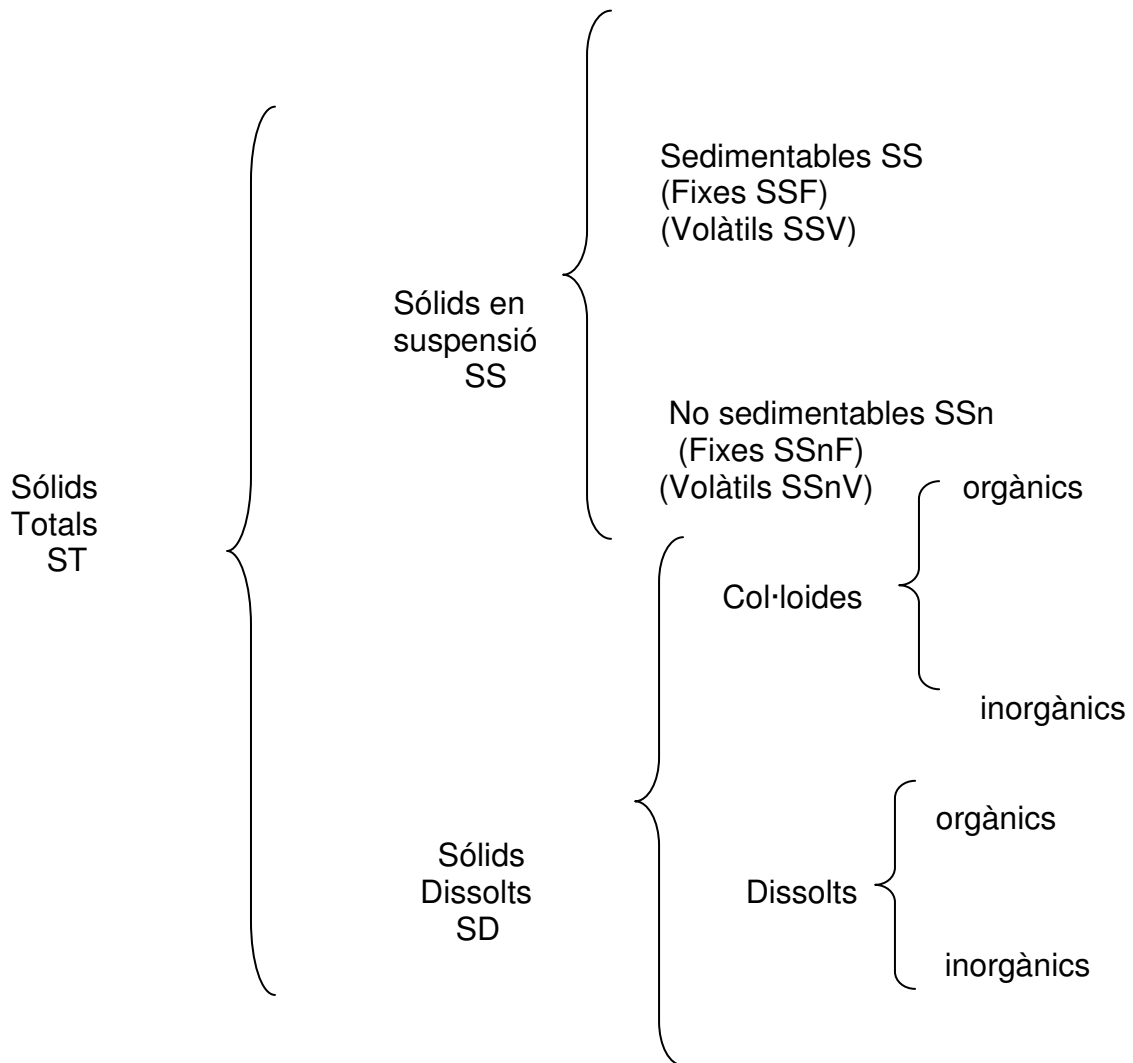 Sólids
Totals
ST
Sólids en
suspensió
SS
Sedimentables SS
(Fixes SSF)
(Volàtils SSV)
No sedimentables SSn
(Fixes SSnF)
(Volàtils SSnV)
Sólids
Dissolts
SD
Col·loides
orgànics
inorgànics
Dissolts
orgànics
inorgànics